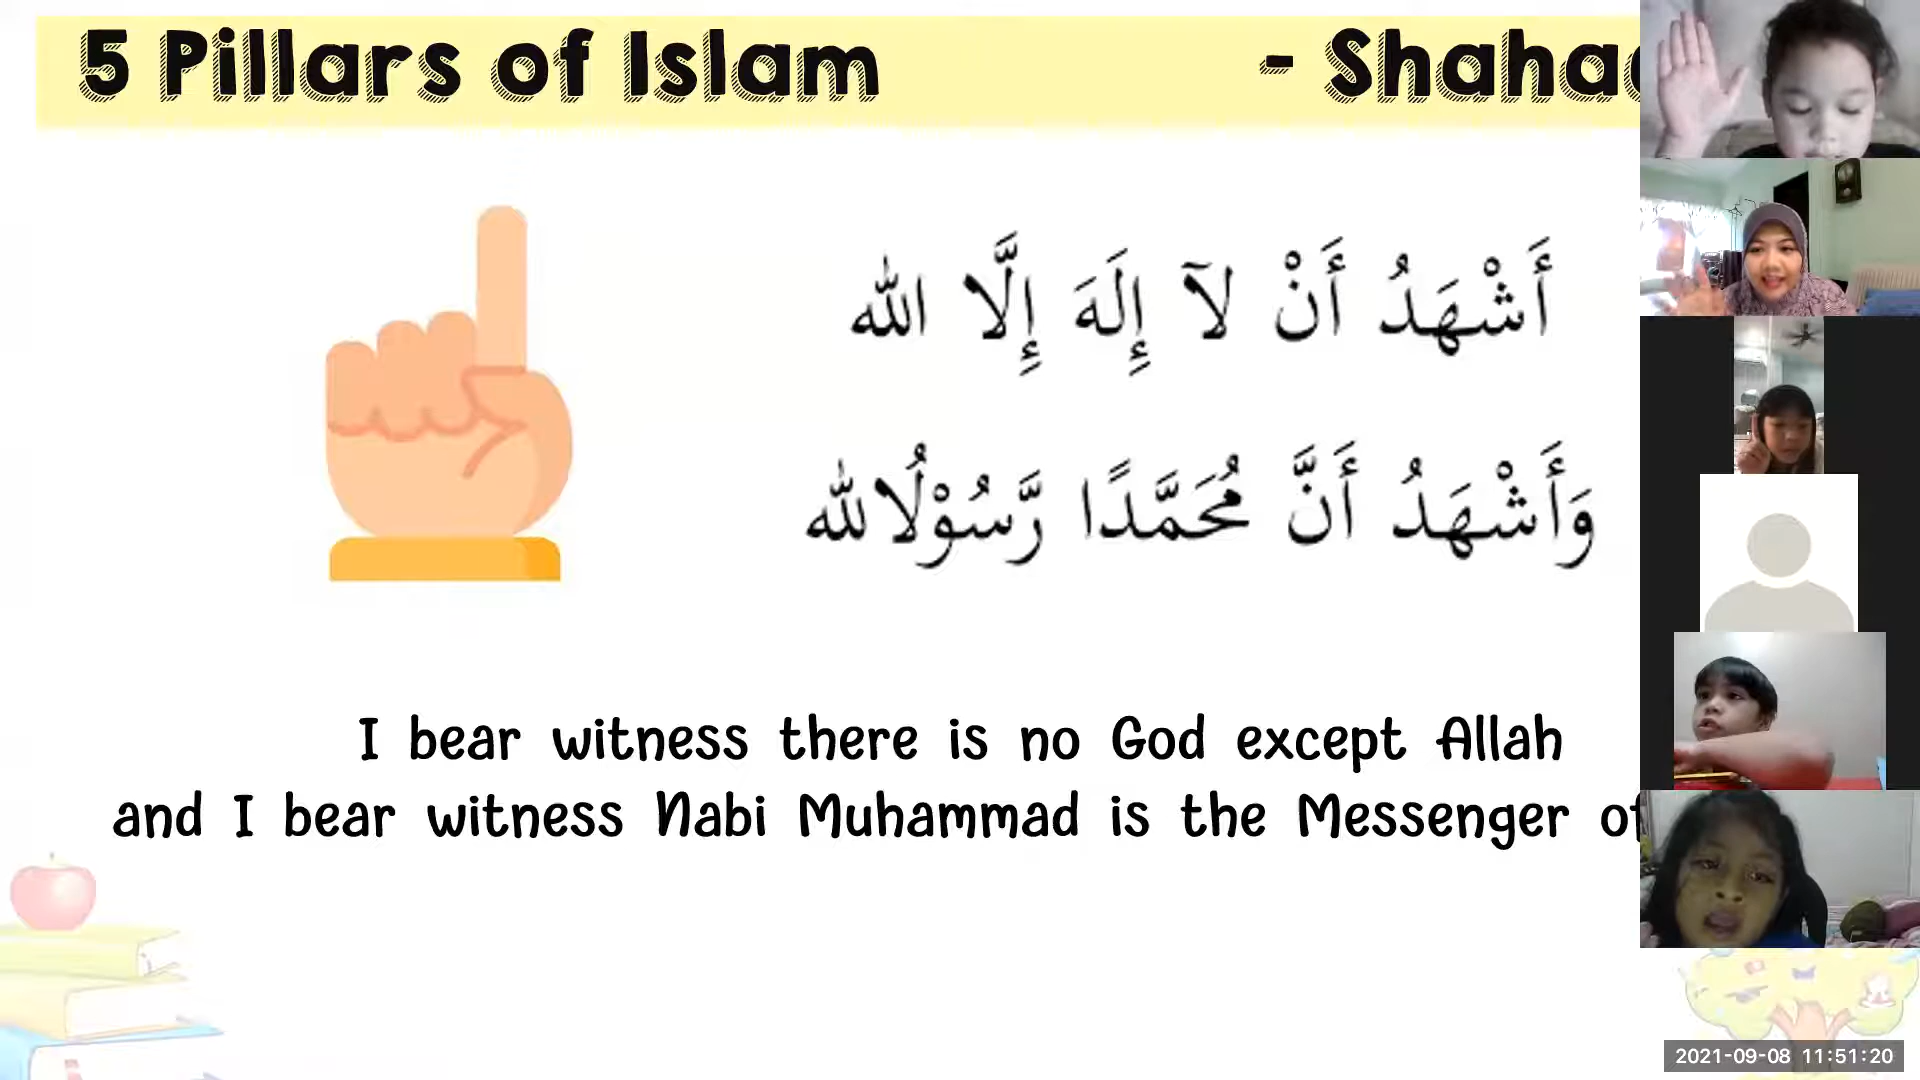 5 Pillars of Islam - Shaha
أَشْهَدُ أَنْ لآ إِلَهَ إِلَّا الله
وَأَشْهَدُ أَنَّ مُحَمَّدًا رَّسُوْلُالله
I bear witness there is no God except Allah
and I bear witness Nabi Muhammad is the Messenger of
2021-09-08 11:51:20